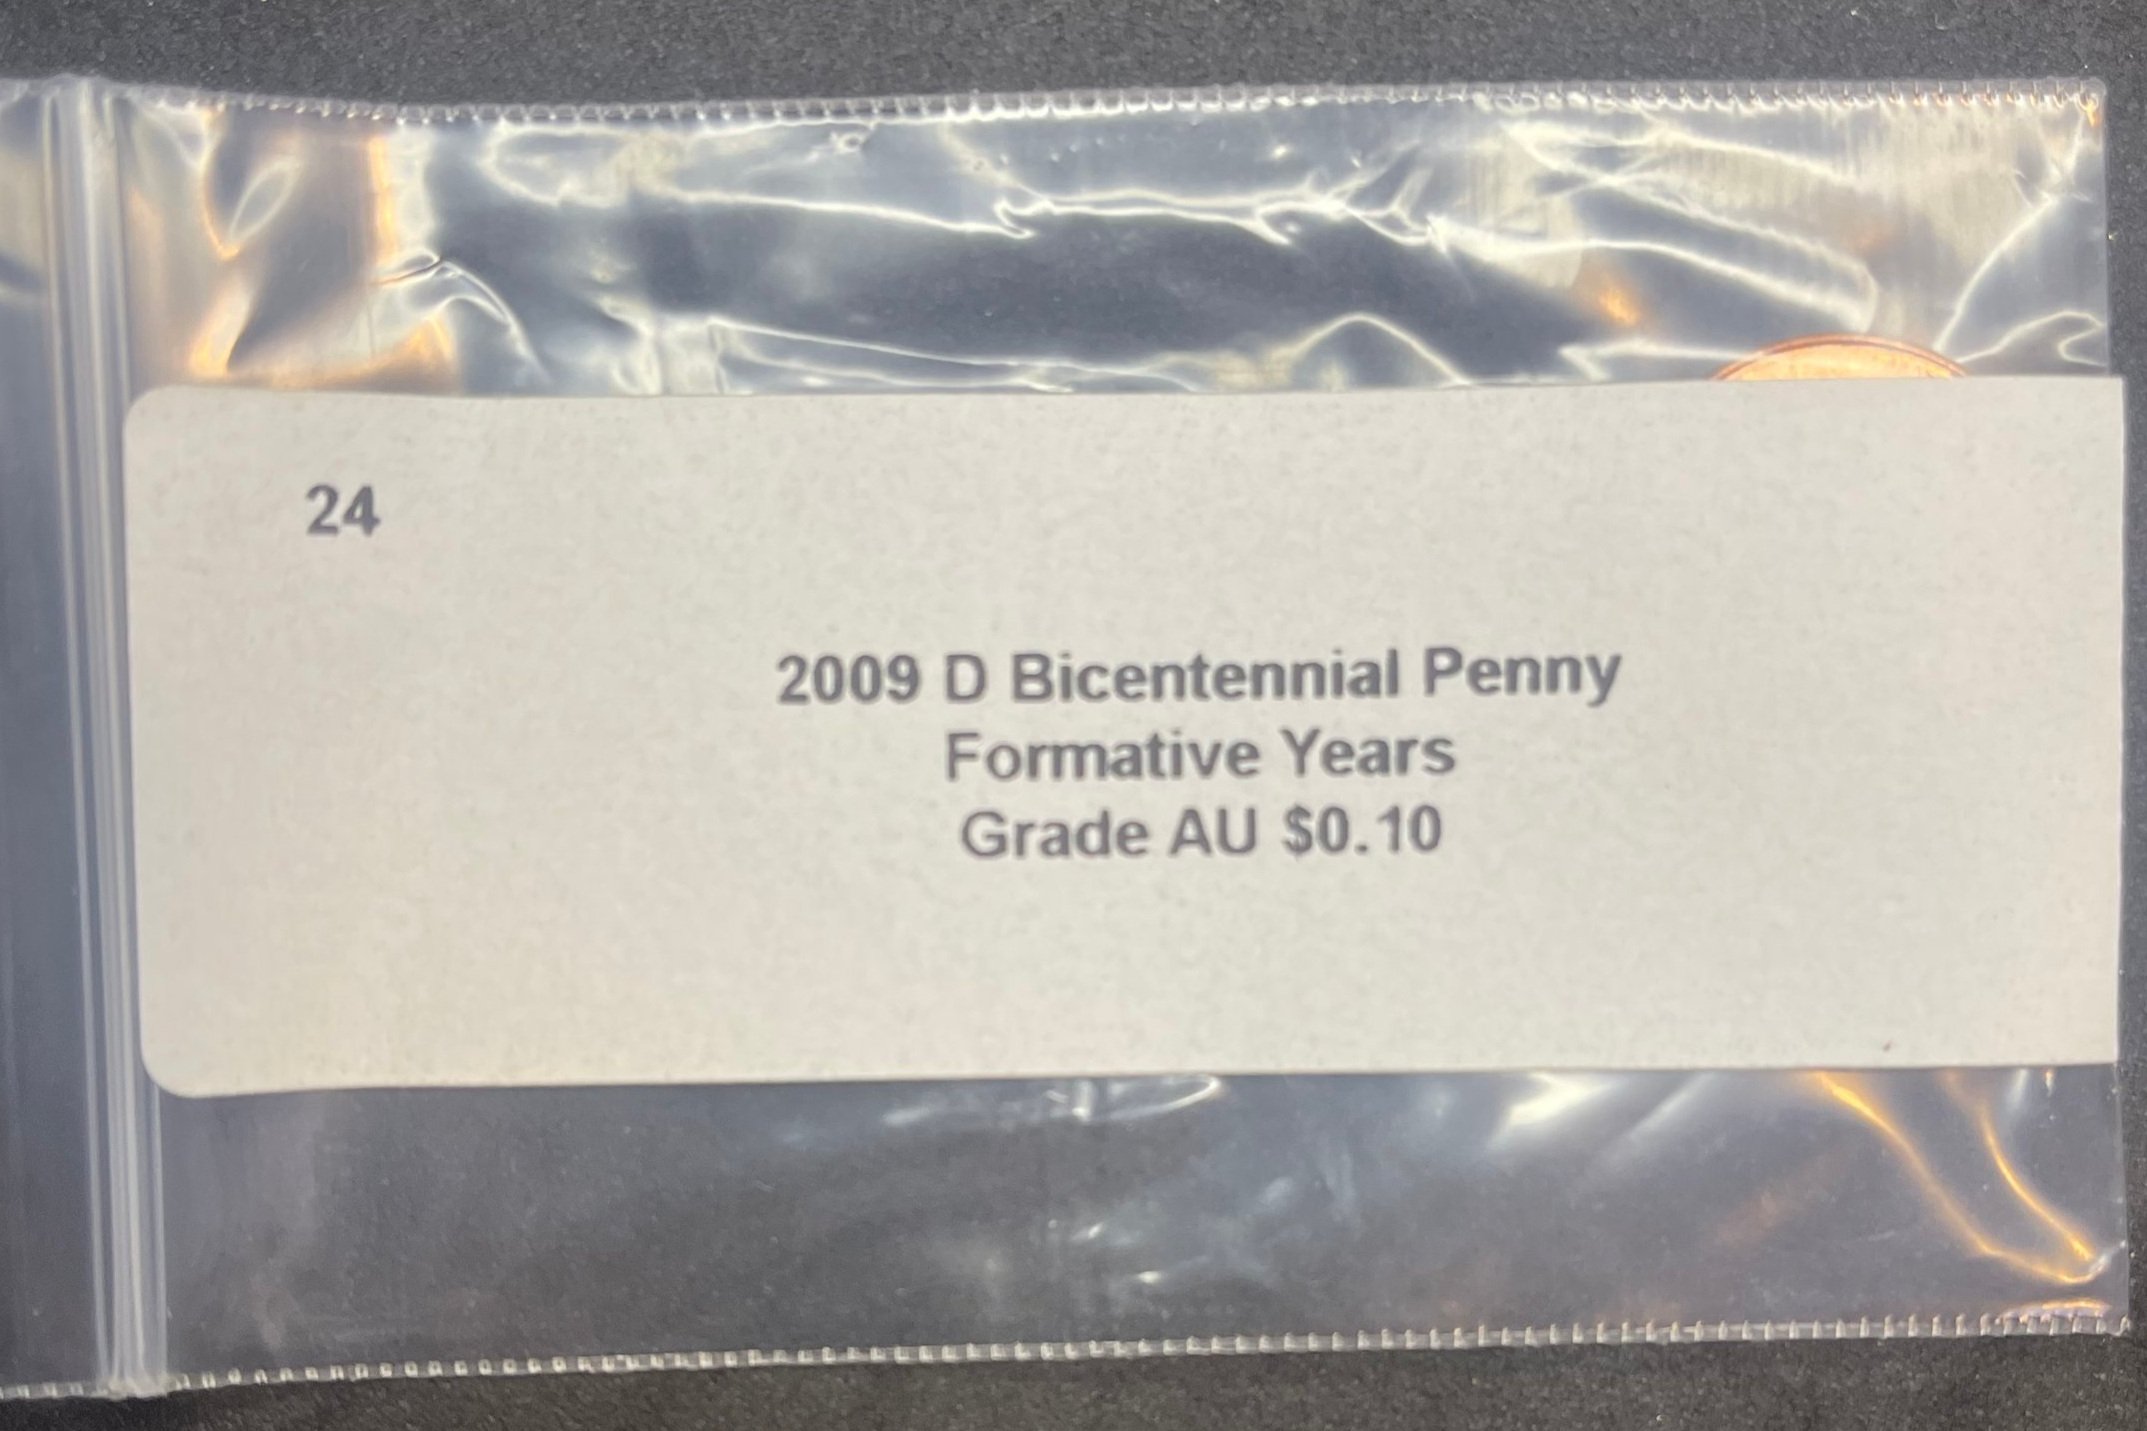 24
2009 D Bicentennial Penny
Formative Years
Grade AU $0.10